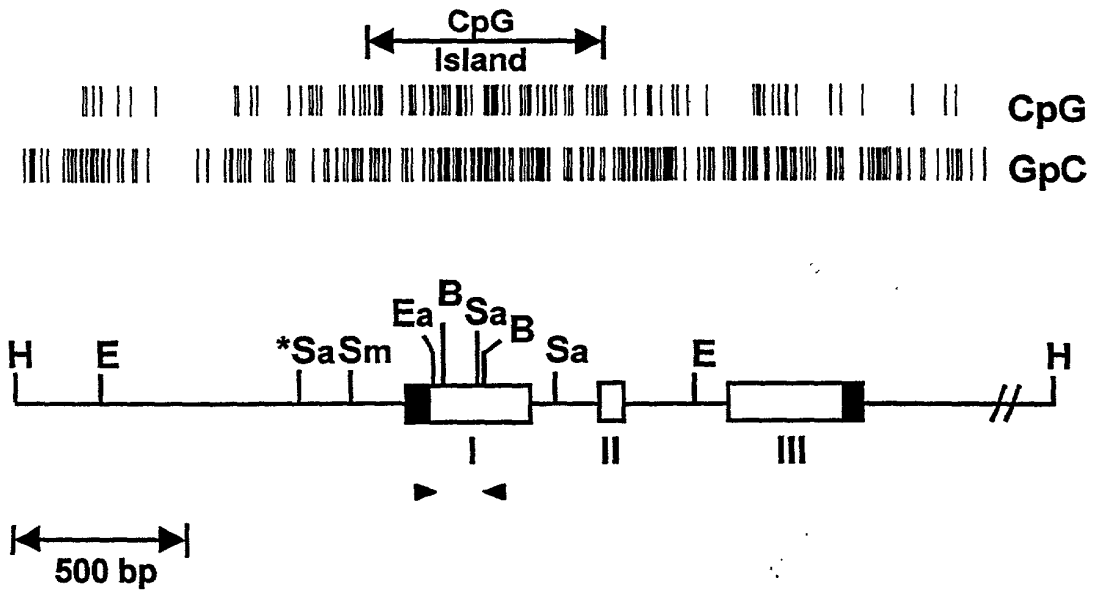 CpG
Island
CpG
GpC
H E *Sa Sm Ea B Sa B Sa E H
I II III
500 bp